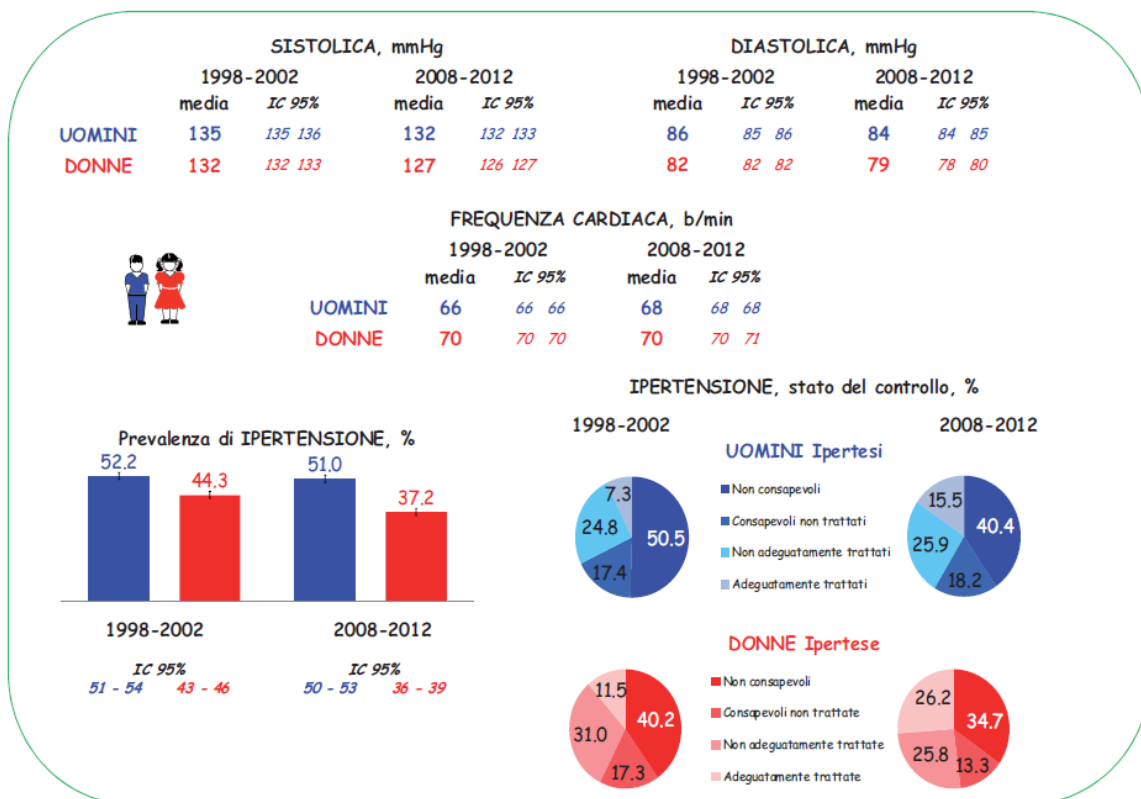 SISTOLICA, mmHg DIASTOLICA, mmHg
1998-2002 2008-2012 1998-2002 2008-2012
media IC 95% media IC 95% media IC 95% media IC 95%
UOMINI 135 135 136 132 132 133 86 85 86 84 84 85
DONNE 132 132 133 127 126 127 82 82 82 79 78 80
FREQUENZA CARDIACA, b/min
1998-2002 2008-2012
media IC 95% media IC 95%
UOMINI 66 66 66 68 68 68
DONNE 70 70 70 70 70 71
Prevalenza di IPERTENSIONE, %
52.2 44.3 51.0 37.2
1998-2002 2008-2012
IC 95% IC 95%
51 - 54 43 - 46 50 - 53 36 - 39
IPERTENSIONE, stato del controllo, %
1998-2002 2008-2012
UOMINI Ipertesi
7.3
24.8
50.5
17.4
Non consapevoli
Consapevoli non trattati
Non adeguatamente trattati
Adeguatamente trattati
15.5
40.4
25.9
18.2
DONNE Ipertese
11.5
40.2
31.0
17.3
Non consapevoli
Consapevoli non trattate
Non adeguatamente trattate
Adeguatamente trattate
26.2
34.7
25.8
13.3